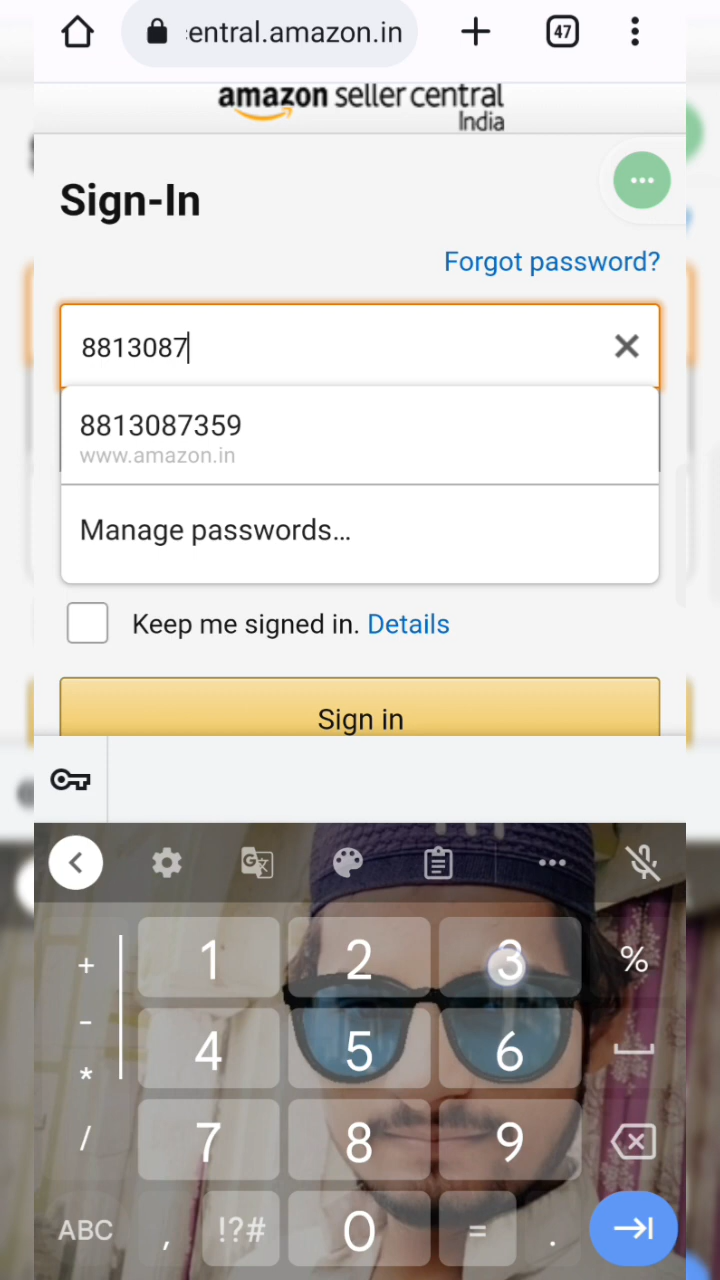 :entral.amazon.in
47
amazon seller central
India
Sign-In
Forgot password?
8813087
8813087359
www.amazon.in
Manage passwords...
Keep me signed in. Details
Sign in
+ 1 2 3 %
- 4 5 6
*
/ 7 8 9
ABC , !?# 0 = .